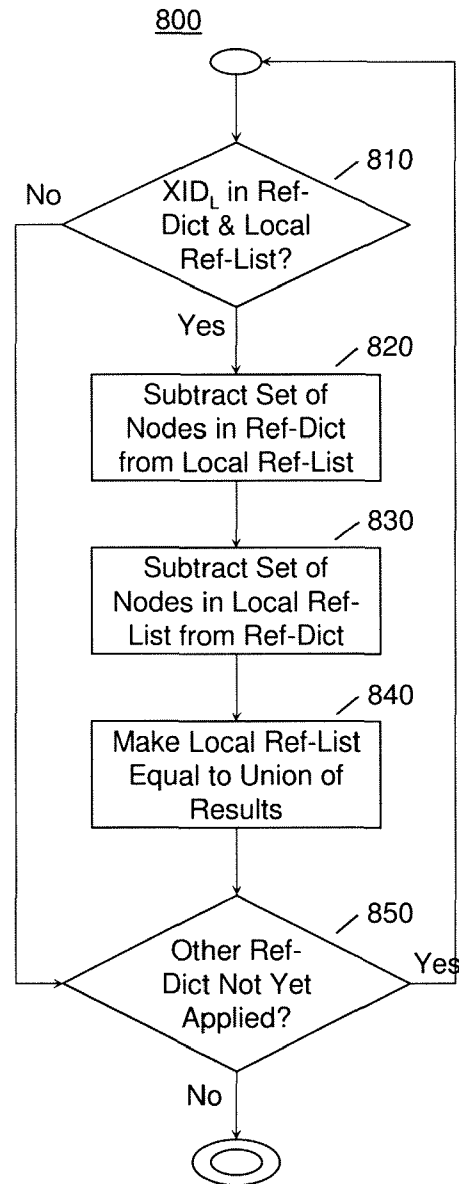 800
810
No
XID_L in Ref-
Dict & Local
Ref-List?
Yes
820
Subtract Set of
Nodes in Ref-Dict
from Local Ref-List
830
Subtract Set of
Nodes in Local Ref-
List from Ref-Dict
840
Make Local Ref-List
Equal to Union of
Results
850
Other Ref-
Dict Not Yet
Applied?
Yes
No